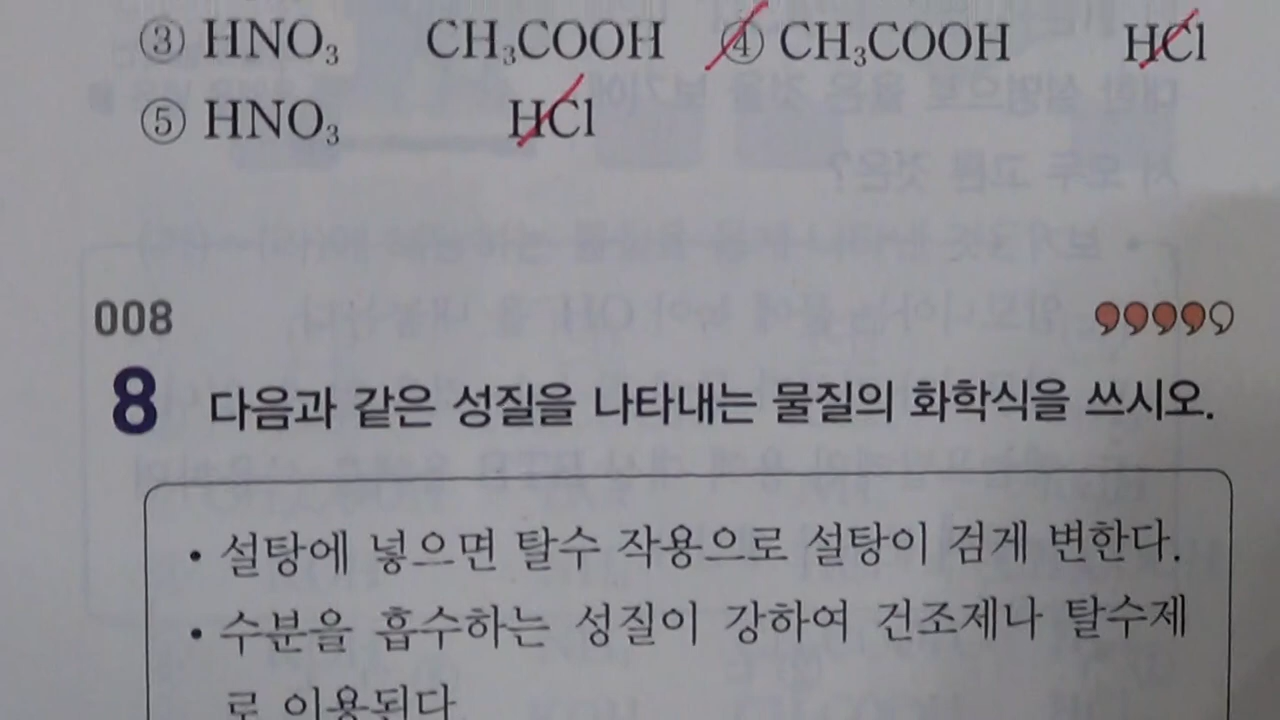 ③ HNO₃ CH₃COOH ④ CH₃COOH HCl
⑤ HNO₃ HCl
008
8 다음과 같은 성질을 나타내는 물질의 화학식을 쓰시오.
• 설탕에 넣으면 탈수 작용으로 설탕이 검게 변한다.
• 수분을 흡수하는 성질이 강하여 건조제나 탈수제
로 이용된다